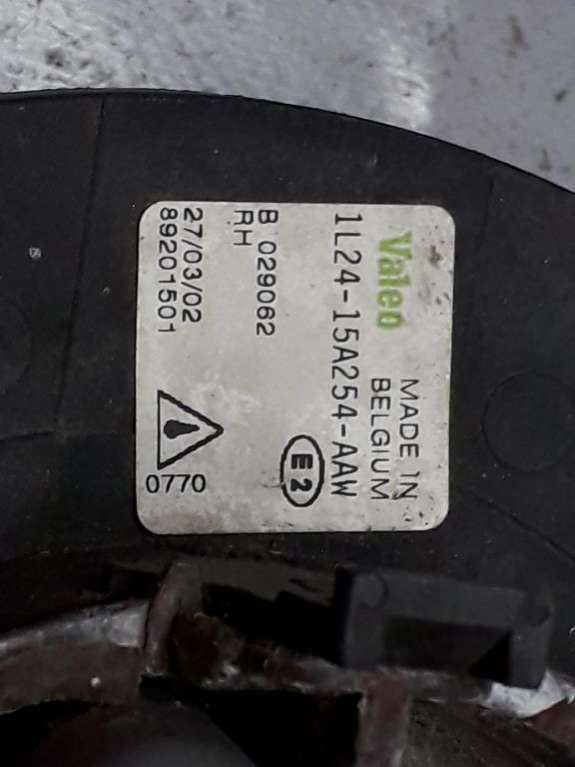 Valeo
MADE IN
BELGIUM
1L24-15A254-AAW
B 029062
RH
E2
27/03/02
89201501
0770